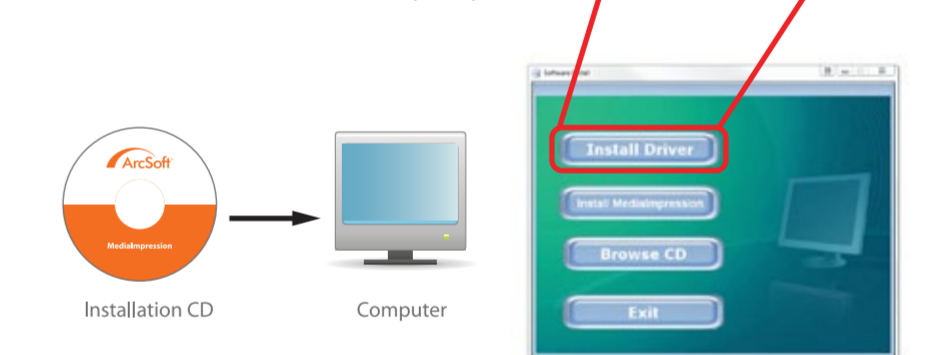 ArcSoft
MediaImpression
Installation CD
Computer
Install Driver
Install MediaImpression
Browse CD
Exit